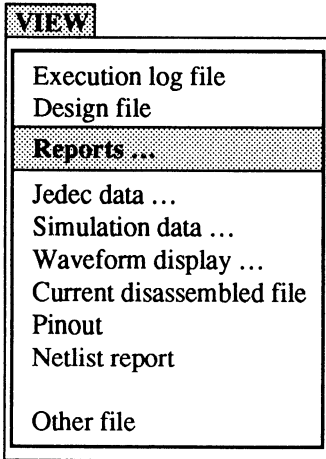 VIEW
Execution log file
Design file
Reports ...
Jedec data ...
Simulation data ...
Waveform display ...
Current disassembled file
Pinout
Netlist report
Other file